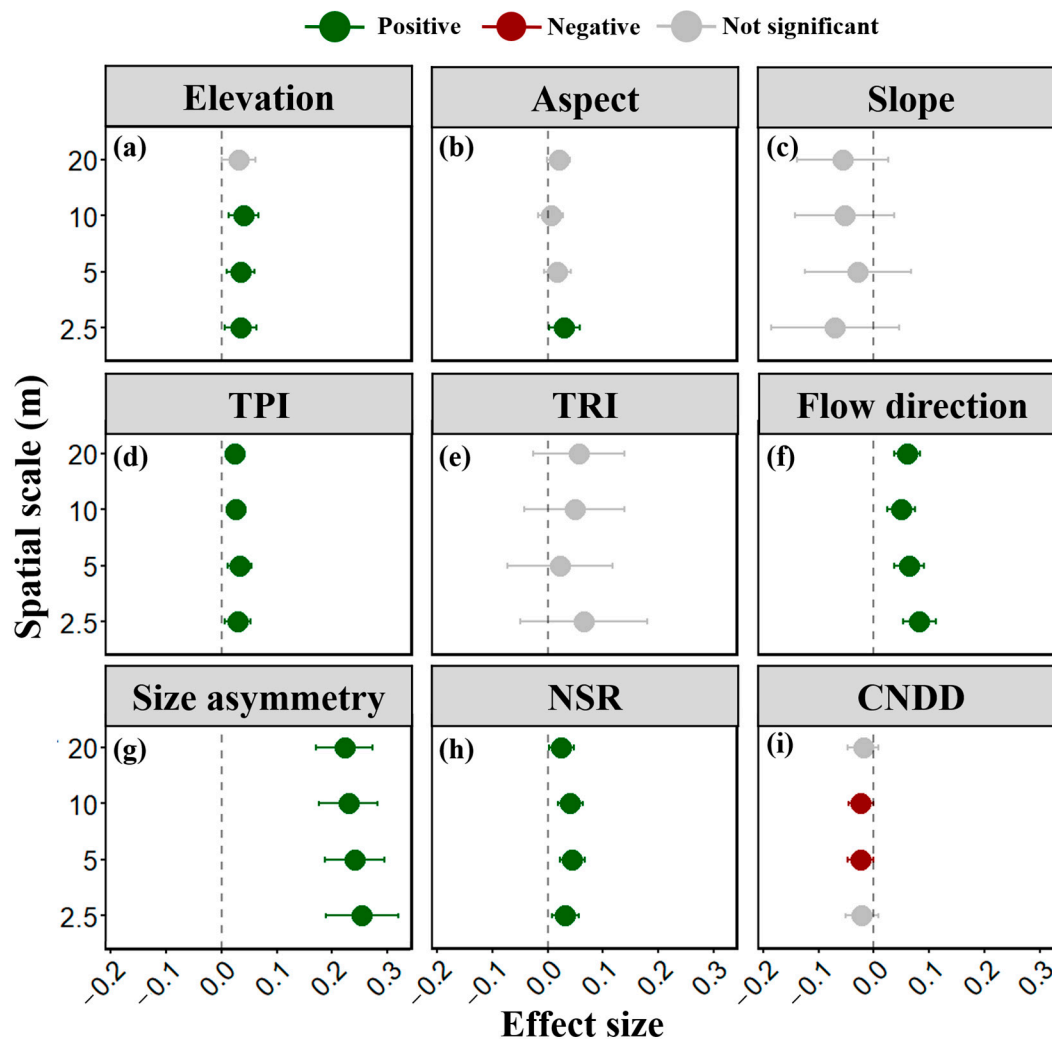 Positive Negative Not significant
Elevation Aspect Slope
(a) (b) (c)
20
10
5
2.5
TPI TRI Flow direction
(d) (e) (f)
20
10
5
2.5
Spatial scale (m)
Size asymmetry NSR CNDD
(g) (h) (i)
20
10
5
2.5
−0.2 −0.1 0.0 0.1 0.2 0.3 −0.2 −0.1 0.0 0.1 0.2 0.3 −0.2 −0.1 0.0 0.1 0.2 0.3
Effect size